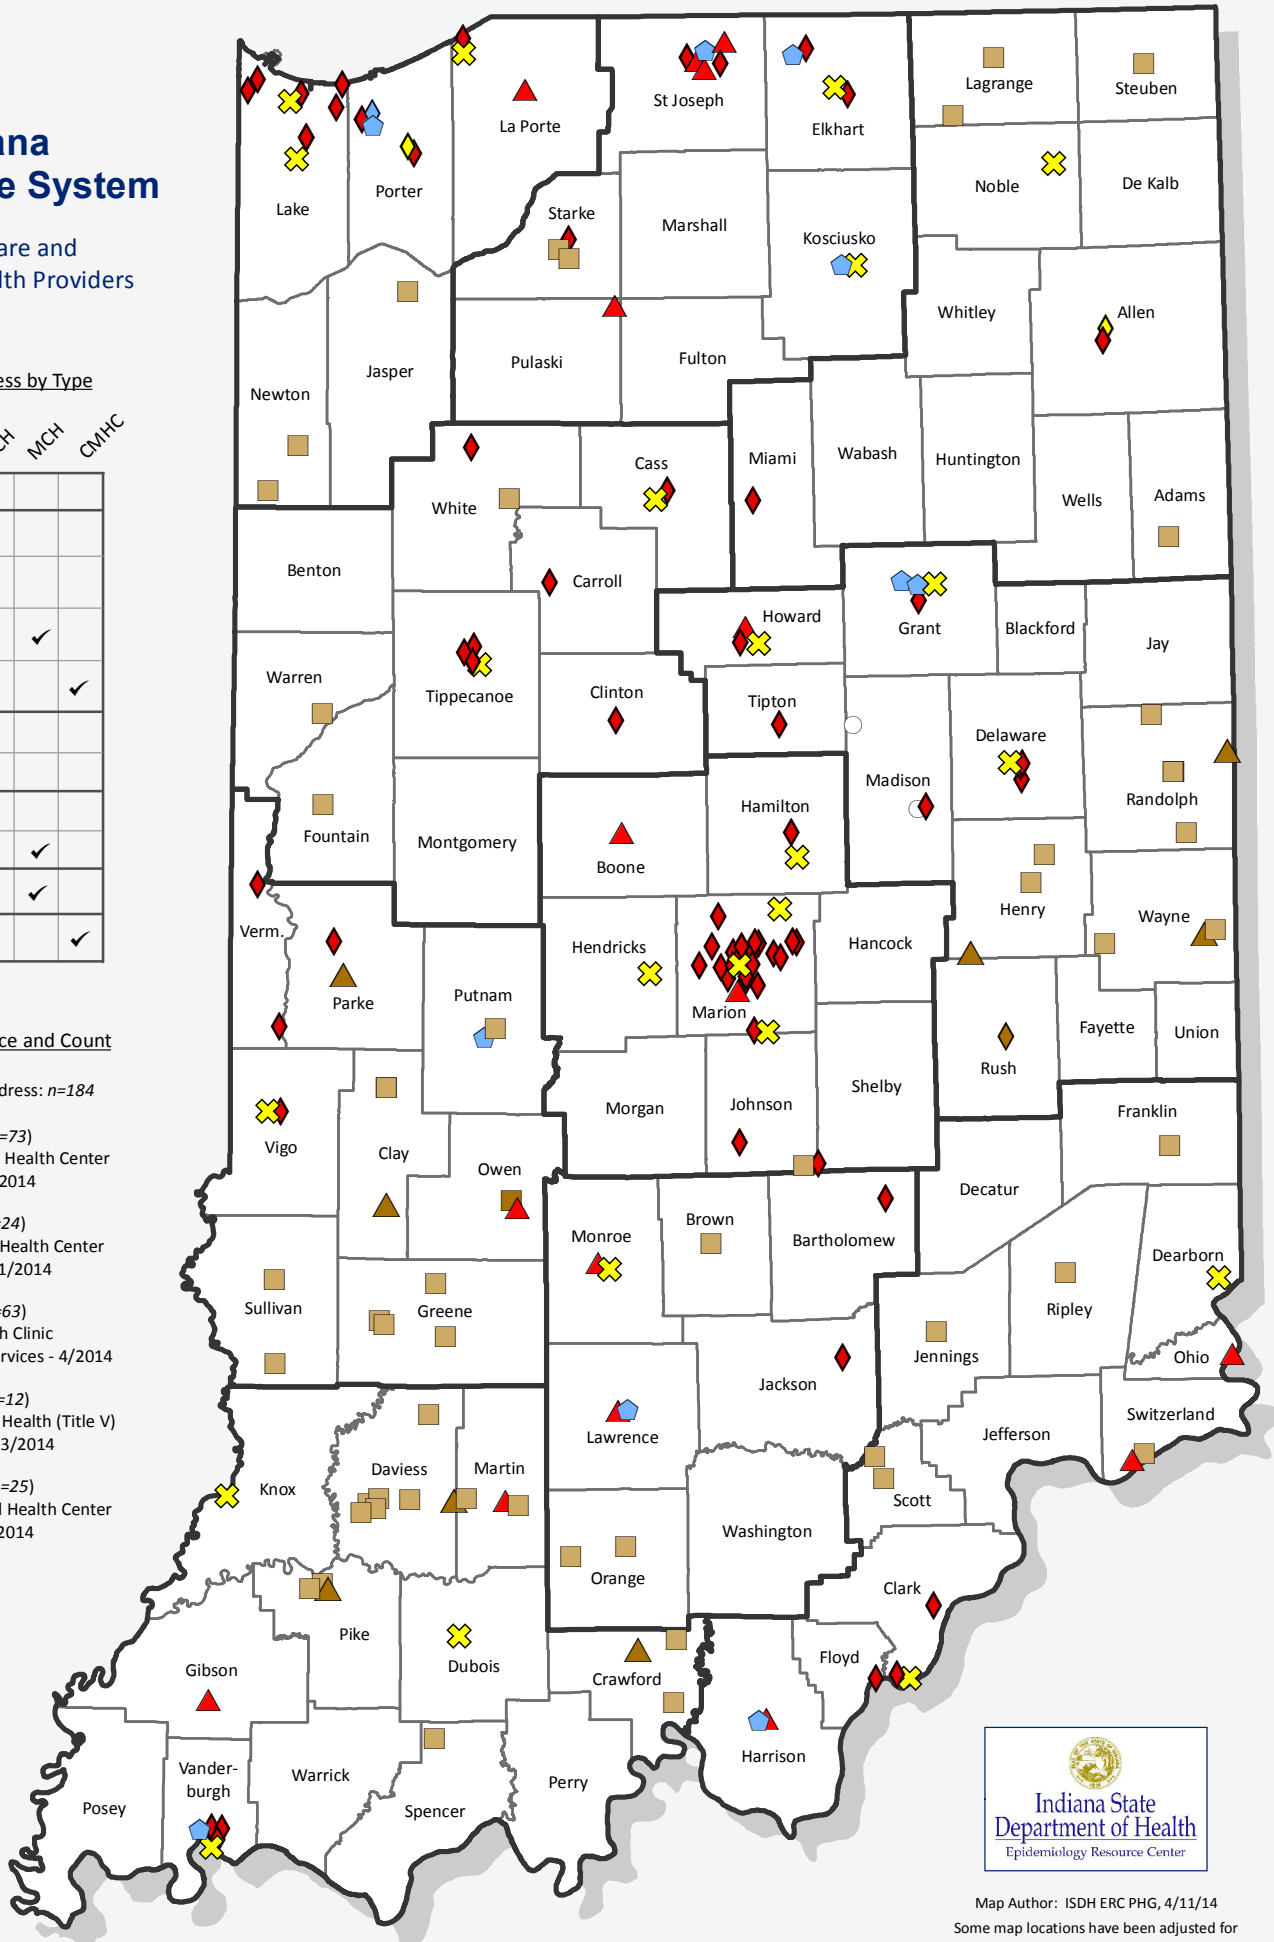 ana
e System
are and
lth Providers
ess by Type
CH
MCH
CMHC
ce and Count
dress: n=184
=73)
Health Center
/2014
=24)
Health Center
1/2014
=63)
h Clinic
rvices - 4/2014
=12)
Health (Title V)
3/2014
=25)
l Health Center
2014
Lake
Porter
La Porte
St Joseph
Elkhart
Lagrange
Steuben
Noble
De Kalb
Starke
Marshall
Kosciusko
Whitley
Allen
Newton
Jasper
Pulaski
Fulton
White
Cass
Miami
Wabash
Huntington
Wells
Adams
Benton
Carroll
Howard
Grant
Blackford
Jay
Warren
Tippecanoe
Clinton
Tipton
Madison
Delaware
Randolph
Fountain
Montgomery
Boone
Hamilton
Henry
Wayne
Verm.
Parke
Putnam
Hendricks
Marion
Hancock
Rush
Fayette
Union
Vigo
Clay
Owen
Morgan
Johnson
Shelby
Franklin
Decatur
Sullivan
Greene
Monroe
Brown
Bartholomew
Jennings
Ripley
Dearborn
Ohio
Knox
Daviess
Martin
Lawrence
Jackson
Jefferson
Switzerland
Scott
Washington
Orange
Clark
Gibson
Pike
Dubois
Crawford
Floyd
Harrison
Posey
Vander-
burgh
Warrick
Spencer
Perry
Indiana State
Department of Health
Epidemiology Resource Center
Map Author: ISDH ERC PHG, 4/11/14
Some map locations have been adjusted for